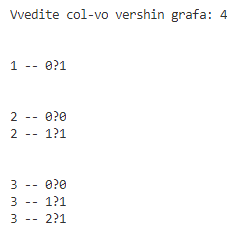 Vvedite col-vo vershin grafa: 4
1 -- 0?1
2 -- 0?0
2 -- 1?1
3 -- 0?0
3 -- 1?1
3 -- 2?1